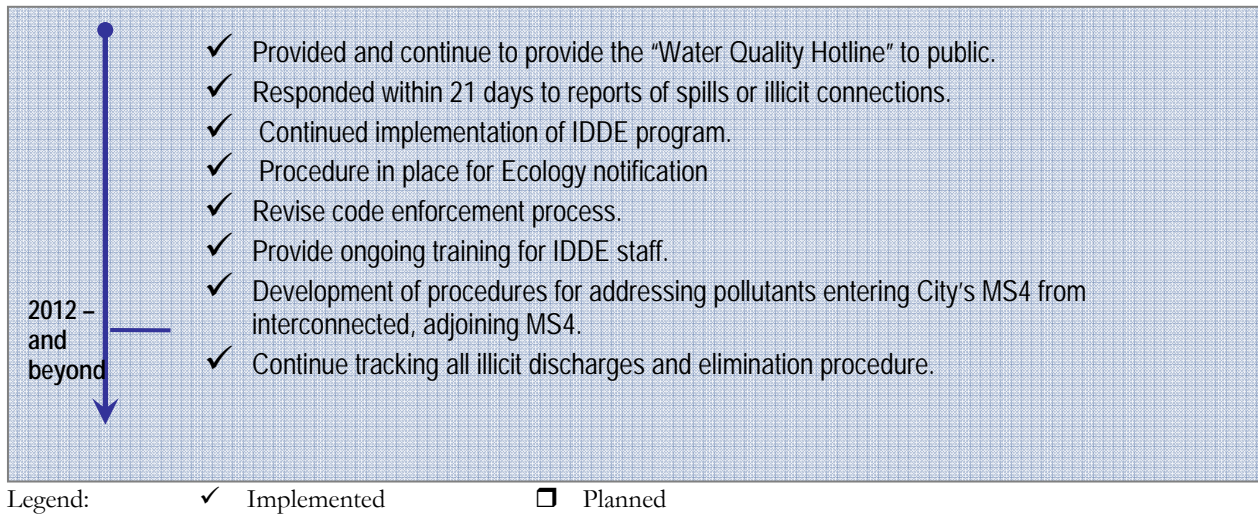 ✓ Provided and continue to provide the “Water Quality Hotline” to public.
✓ Responded within 21 days to reports of spills or illicit connections.
✓ Continued implementation of IDDE program.
✓ Procedure in place for Ecology notification
✓ Revise code enforcement process.
✓ Provide ongoing training for IDDE staff.
✓ Development of procedures for addressing pollutants entering City’s MS4 from
interconnected, adjoining MS4.
✓ Continue tracking all illicit discharges and elimination procedure.
2012 –
and
beyond
Legend: ✓ Implemented ❒ Planned